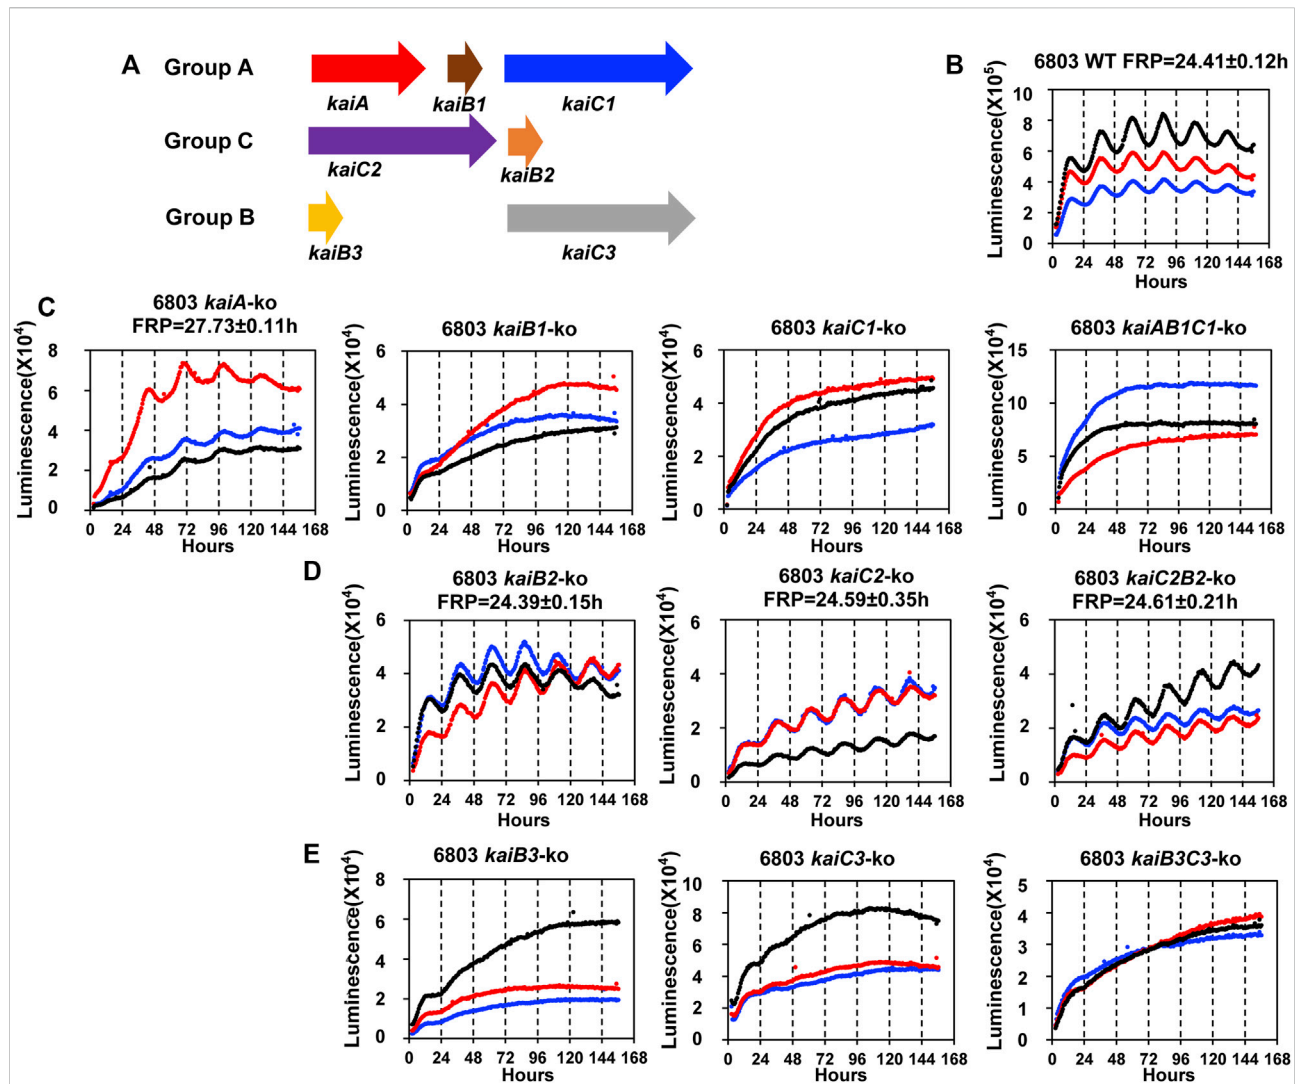 A
Group A
kaiA
kaiB1
kaiC1
Group C
kaiC2
kaiB2
Group B
kaiB3
kaiC3
B
6803 WT FRP=24.41±0.12h
Luminescence(X10⁵)
10
8
6
4
2
0
0 24 48 72 96 120 144 168
Hours
C
6803 kaiA-ko
FRP=27.73±0.11h
Luminescence(X10⁴)
8
6
4
2
0
0 24 48 72 96 120 144 168
Hours
6803 kaiB1-ko
Luminescence(X10⁴)
6
4
2
0
0 24 48 72 96 120 144 168
Hours
6803 kaiC1-ko
Luminescence(X10⁴)
6
4
2
0
0 24 48 72 96 120 144 168
Hours
6803 kaiAB1C1-ko
Luminescence(X10⁴)
15
10
5
0
0 24 48 72 96 120 144 168
Hours
D
6803 kaiB2-ko
FRP=24.39±0.15h
Luminescence(X10⁴)
6
4
2
0
0 24 48 72 96 120 144 168
Hours
6803 kaiC2-ko
FRP=24.59±0.35h
Luminescence(X10⁴)
6
4
2
0
0 24 48 72 96 120 144 168
Hours
6803 kaiC2B2-ko
FRP=24.61±0.21h
Luminescence(X10⁴)
6
4
2
0
0 24 48 72 96 120 144 168
Hours
E
6803 kaiB3-ko
Luminescence(X10⁴)
8
6
4
2
0
0 24 48 72 96 120 144 168
Hours
6803 kaiC3-ko
Luminescence(X10⁴)
10
8
6
4
2
0
0 24 48 72 96 120 144 168
Hours
6803 kaiB3C3-ko
Luminescence(X10⁴)
5
4
3
2
1
0
0 24 48 72 96 120 144 168
Hours